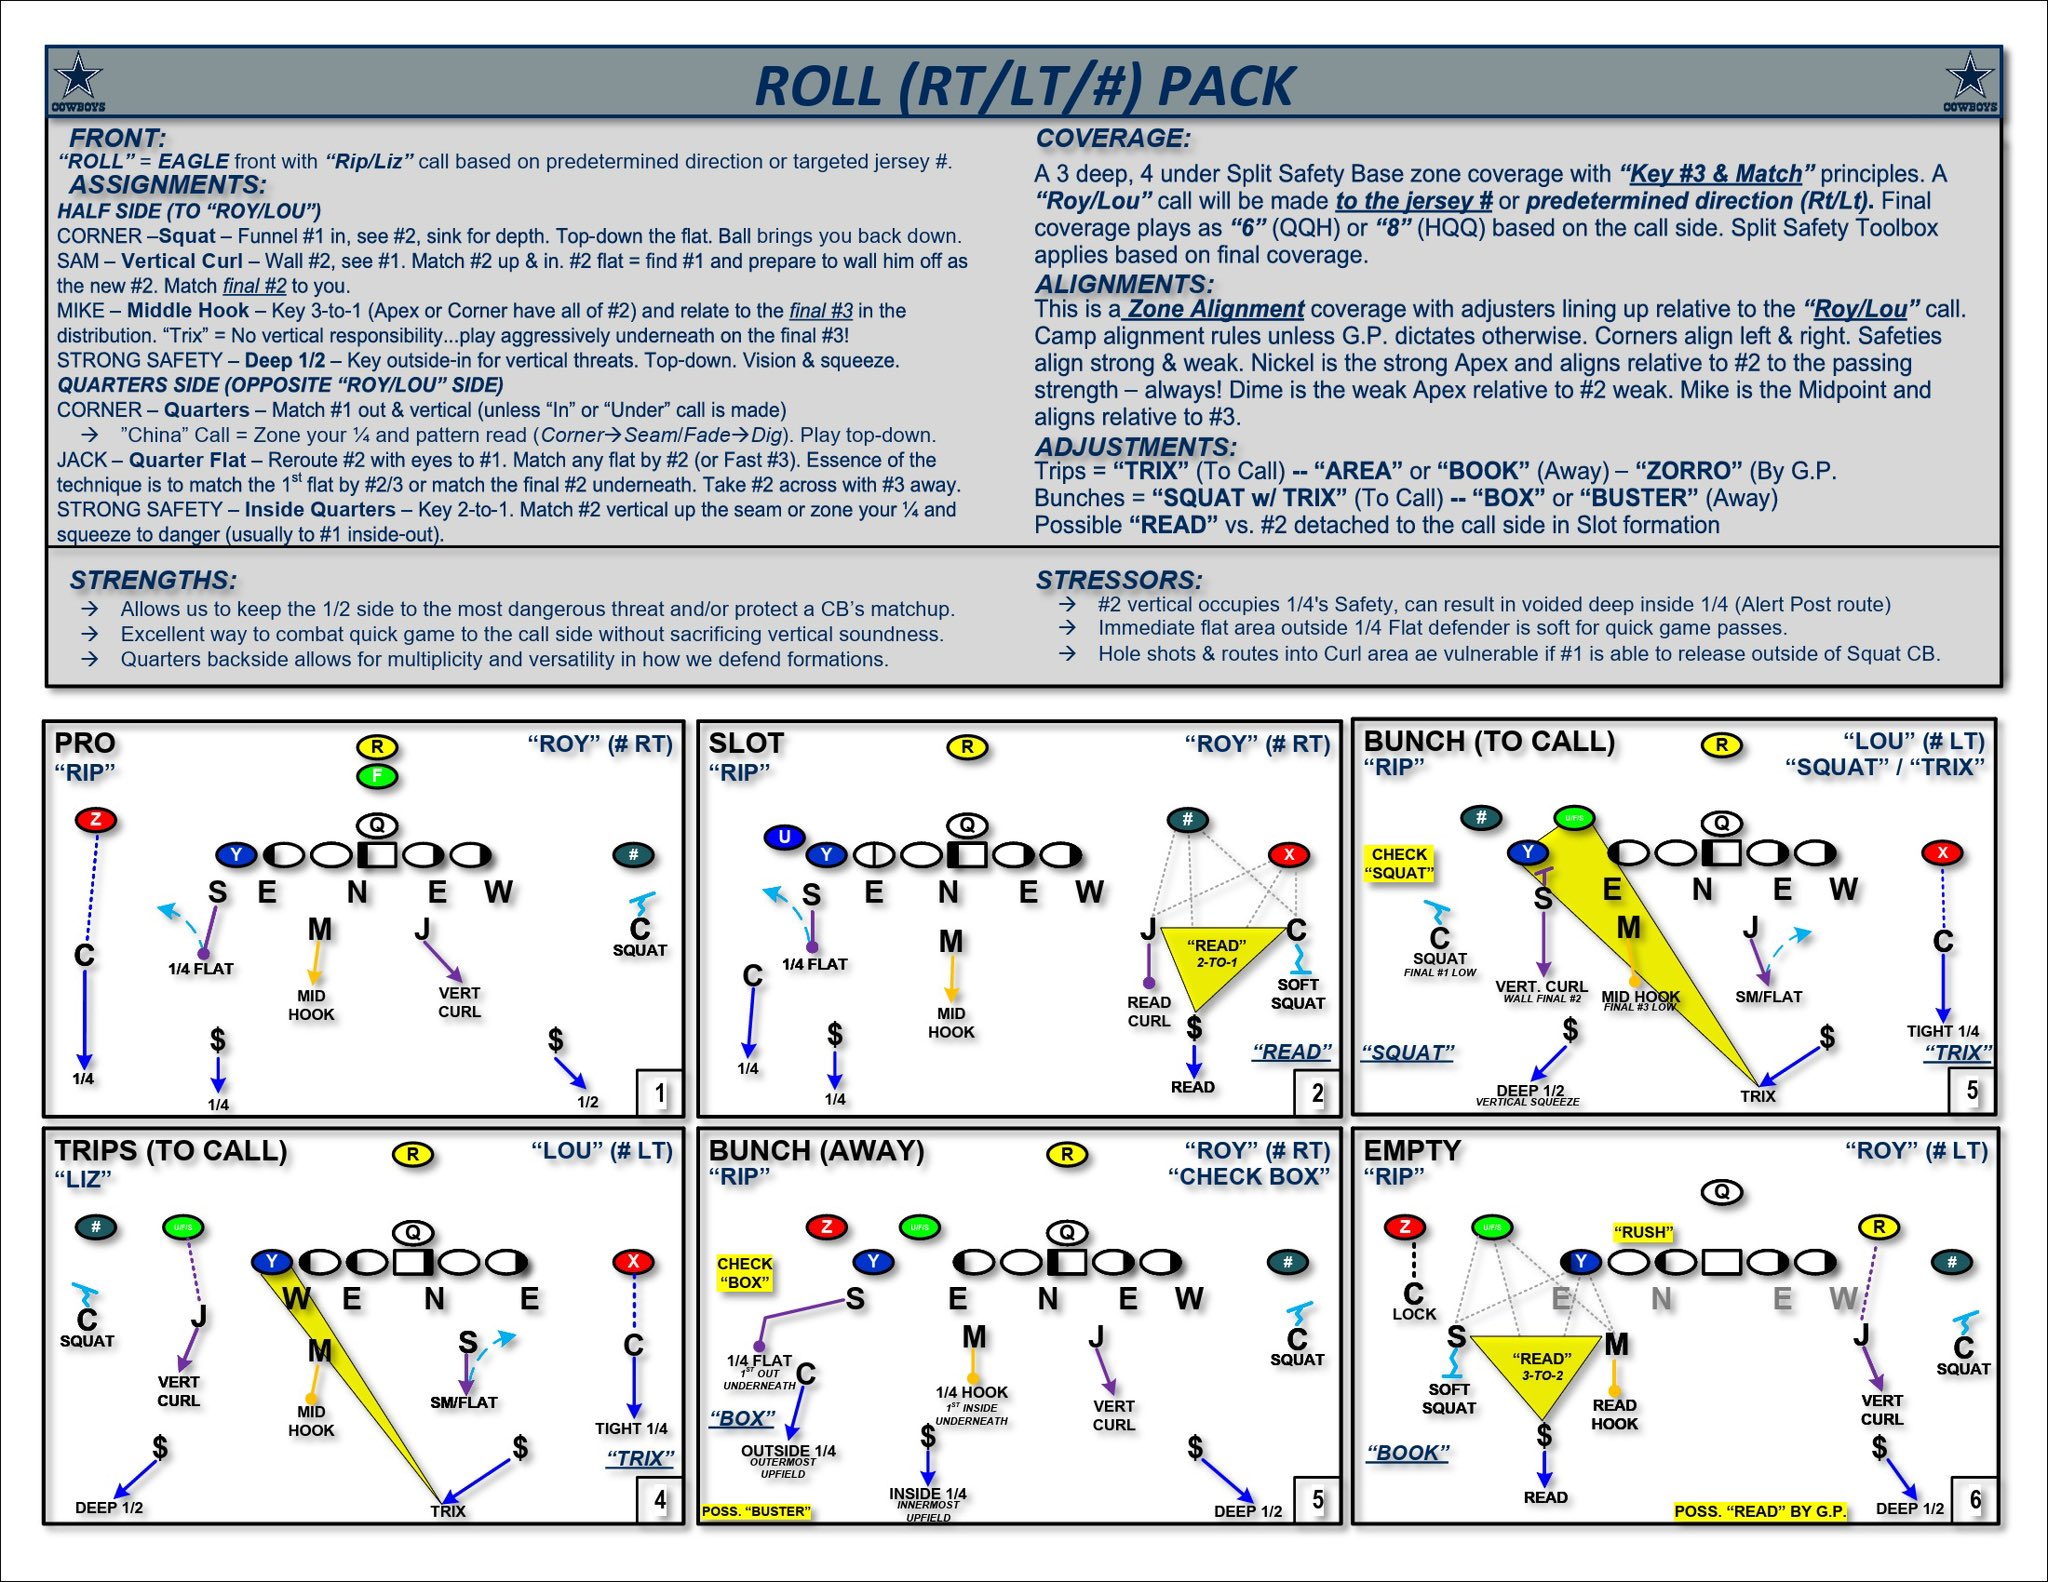 COWBOYS
ROLL (RT/LT/#) PACK
COWBOYS
FRONT:
“ROLL” = EAGLE front with “Rip/Liz” call based on predetermined direction or targeted jersey #.
ASSIGNMENTS:
HALF SIDE (TO “ROY/LOU”)
CORNER –Squat – Funnel #1 in, see #2, sink for depth. Top-down the flat. Ball brings you back down.
SAM – Vertical Curl – Wall #2, see #1. Match #2 up & in. #2 flat = find #1 and prepare to wall him off as
the new #2. Match final #2 to you.
MIKE – Middle Hook – Key 3-to-1 (Apex or Corner have all of #2) and relate to the final #3 in the
distribution. “Trix” = No vertical responsibility...play aggressively underneath on the final #3!
STRONG SAFETY – Deep 1/2 – Key outside-in for vertical threats. Top-down. Vision & squeeze.
QUARTERS SIDE (OPPOSITE “ROY/LOU” SIDE)
CORNER – Quarters – Match #1 out & vertical (unless “In” or “Under” call is made)
→ ”China” Call = Zone your ¼ and pattern read (Corner→Seam/Fade→Dig). Play top-down.
JACK – Quarter Flat – Reroute #2 with eyes to #1. Match any flat by #2 (or Fast #3). Essence of the
technique is to match the 1st flat by #2/3 or match the final #2 underneath. Take #2 across with #3 away.
STRONG SAFETY – Inside Quarters – Key 2-to-1. Match #2 vertical up the seam or zone your ¼ and
squeeze to danger (usually to #1 inside-out).
COVERAGE:
A 3 deep, 4 under Split Safety Base zone coverage with “Key #3 & Match” principles. A
“Roy/Lou” call will be made to the jersey # or predetermined direction (Rt/Lt). Final
coverage plays as “6” (QQH) or “8” (HQQ) based on the call side. Split Safety Toolbox
applies based on final coverage.
ALIGNMENTS:
This is a Zone Alignment coverage with adjusters lining up relative to the “Roy/Lou” call.
Camp alignment rules unless G.P. dictates otherwise. Corners align left & right. Safeties
align strong & weak. Nickel is the strong Apex and aligns relative to #2 to the passing
strength – always! Dime is the weak Apex relative to #2 weak. Mike is the Midpoint and
aligns relative to #3.
ADJUSTMENTS:
Trips = “TRIX” (To Call) -- “AREA” or “BOOK” (Away) – “ZORRO” (By G.P.
Bunches = “SQUAT w/ TRIX” (To Call) -- “BOX” or “BUSTER” (Away)
Possible “READ” vs. #2 detached to the call side in Slot formation
STRENGTHS:
→ Allows us to keep the 1/2 side to the most dangerous threat and/or protect a CB’s matchup.
→ Excellent way to combat quick game to the call side without sacrificing vertical soundness.
→ Quarters backside allows for multiplicity and versatility in how we defend formations.
STRESSORS:
→ #2 vertical occupies 1/4's Safety, can result in voided deep inside 1/4 (Alert Post route)
→ Immediate flat area outside 1/4 Flat defender is soft for quick game passes.
→ Hole shots & routes into Curl area ae vulnerable if #1 is able to release outside of Squat CB.
PRO
“RIP”
“ROY” (# RT)
R
F
Z
Q
Y
#
S E N E W
M J C
SQUAT
C
1/4 FLAT
MID
HOOK
VERT
CURL
$ $
1/4
1/4
1/2
1
SLOT
“RIP”
“ROY” (# RT)
R
#
U
Q
Y
X
S E N E W
J C
M
“READ”
2-TO-1
C
1/4 FLAT
READ
CURL
SOFT
SQUAT
MID
HOOK
$ $
“READ”
1/4
READ
1/4
2
BUNCH (TO CALL)
“RIP”
“LOU” (# LT)
“SQUAT” / “TRIX”
R
#
U/F/S
Q
Y
X
CHECK
“SQUAT”
S E N E W
M J
C C
SQUAT
FINAL #1 LOW
VERT. CURL
WALL FINAL #2
MID HOOK
FINAL #3 LOW
SM/FLAT
$ $
TIGHT 1/4
“SQUAT”
“TRIX”
DEEP 1/2
VERTICAL SQUEEZE
TRIX
5
TRIPS (TO CALL)
“LIZ”
“LOU” (# LT)
R
#
U/F/S
Q
Y
X
W E N E
C
SQUAT
J
M
S
C
VERT
CURL
MID
HOOK
SM/FLAT
TIGHT 1/4
$ $
“TRIX”
DEEP 1/2
TRIX
4
BUNCH (AWAY)
“RIP”
“ROY” (# RT)
“CHECK BOX”
R
Z
U/F/S
Q
Y
#
CHECK
“BOX”
S E N E W
M J C
SQUAT
1/4 FLAT
1ST OUT
UNDERNEATH
C
1/4 HOOK
1ST INSIDE
UNDERNEATH
VERT
CURL
“BOX”
$ $
OUTSIDE 1/4
OUTERMOST
UPFIELD
INSIDE 1/4
INNERMOST
UPFIELD
POSS. “BUSTER”
DEEP 1/2
5
EMPTY
“RIP”
“ROY” (# LT)
Q
Z
U/F/S
R
“RUSH”
Y
#
C
LOCK
E N E W
S M J C
SQUAT
“READ”
3-TO-2
SOFT
SQUAT
READ
HOOK
VERT
CURL
“BOOK”
$ $
READ
POSS. “READ” BY G.P.
DEEP 1/2
6